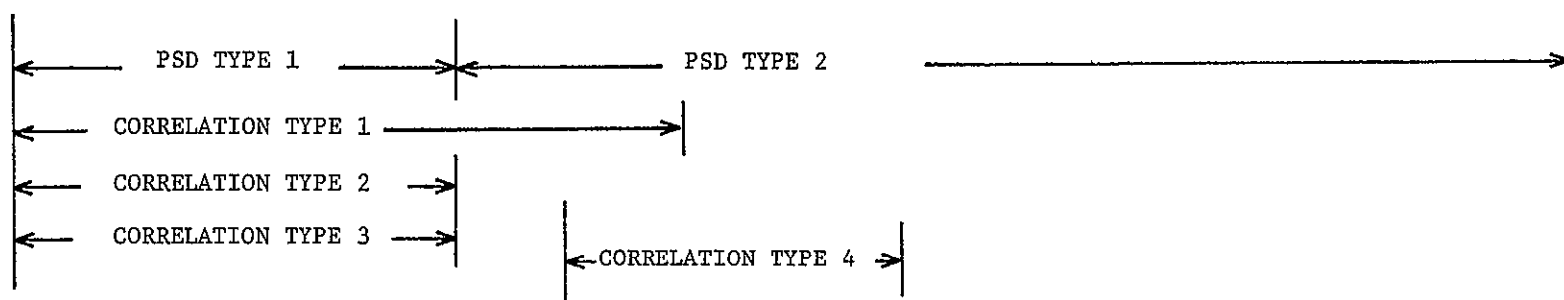 PSD TYPE 1
PSD TYPE 2
CORRELATION TYPE 1
CORRELATION TYPE 2
CORRELATION TYPE 3
CORRELATION TYPE 4